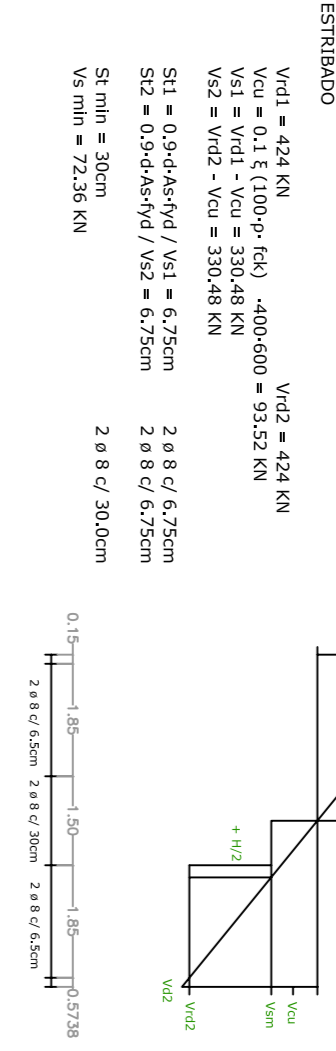 ESTRIBADO
Vrd1 = 424 KN Vrd2 = 424 KN
Vcu = 0.1 ξ (100·ρ· fck) ·400·600 = 93.52 KN
Vs1 = Vrd1 - Vcu = 330.48 KN
Vs2 = Vrd2 - Vcu = 330.48 KN
St1 = 0.9·d·As·fyd / Vs1 = 6.75cm 2 ø 8 c/ 6.75cm
St2 = 0.9·d·As·fyd / Vs2 = 6.75cm 2 ø 8 c/ 6.75cm
St min = 30cm 2 ø 8 c/ 30.0cm
Vs min = 72.36 KN
Vcu
Vsm
+ H/2
Vrd2
Vd2
0.15 1.85 1.50 1.85 0.5738
2 ø 8 c/ 6.5cm 2 ø 8 c/ 30cm 2 ø 8 c/ 6.5cm